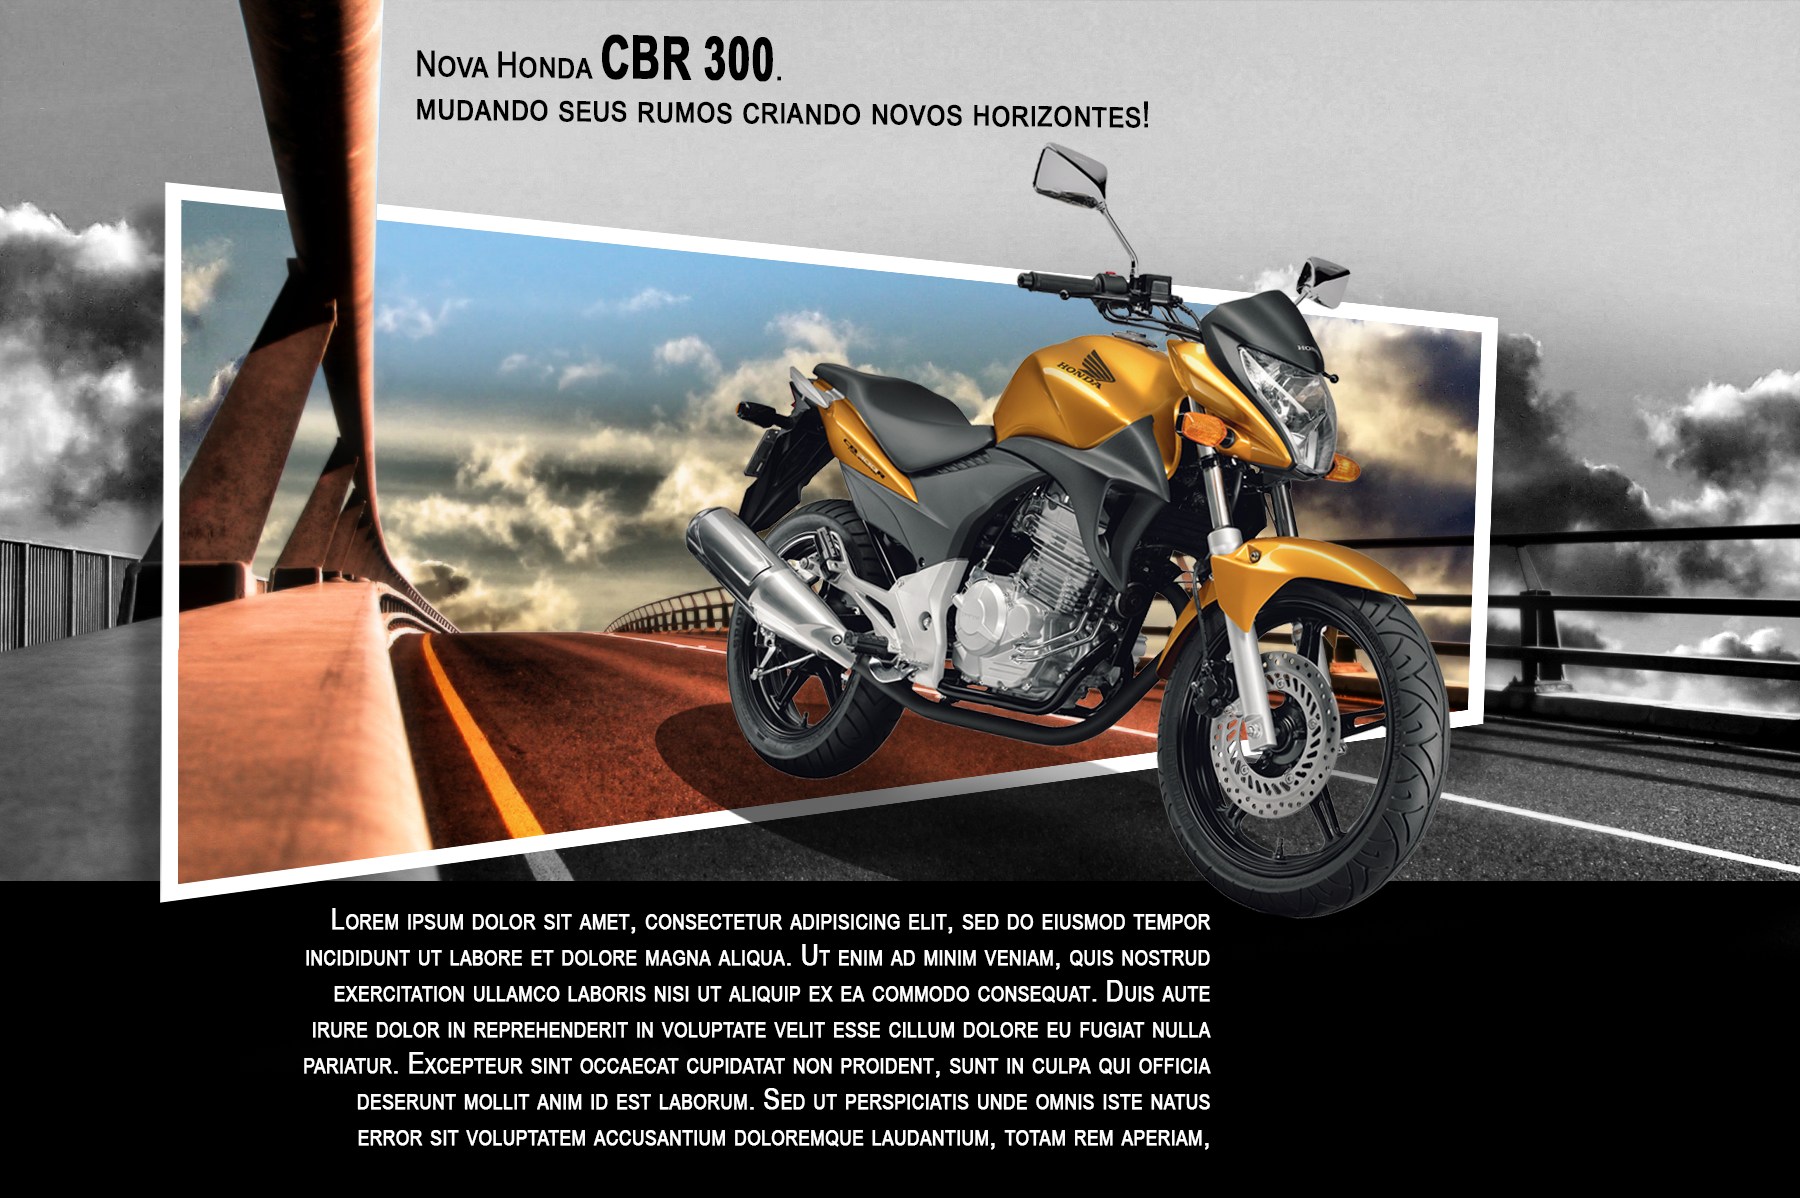 Nova Honda CBR 300.
mudando seus rumos criando novos horizontes!
HONDA
Lorem ipsum dolor sit amet, consectetur adipisicing elit, sed do eiusmod tempor
incididunt ut labore et dolore magna aliqua. Ut enim ad minim veniam, quis nostrud
exercitation ullamco laboris nisi ut aliquip ex ea commodo consequat. Duis aute
irure dolor in reprehenderit in voluptate velit esse cillum dolore eu fugiat nulla
pariatur. Excepteur sint occaecat cupidatat non proident, sunt in culpa qui officia
deserunt mollit anim id est laborum. Sed ut perspiciatis unde omnis iste natus
error sit voluptatem accusantium doloremque laudantium, totam rem aperiam,